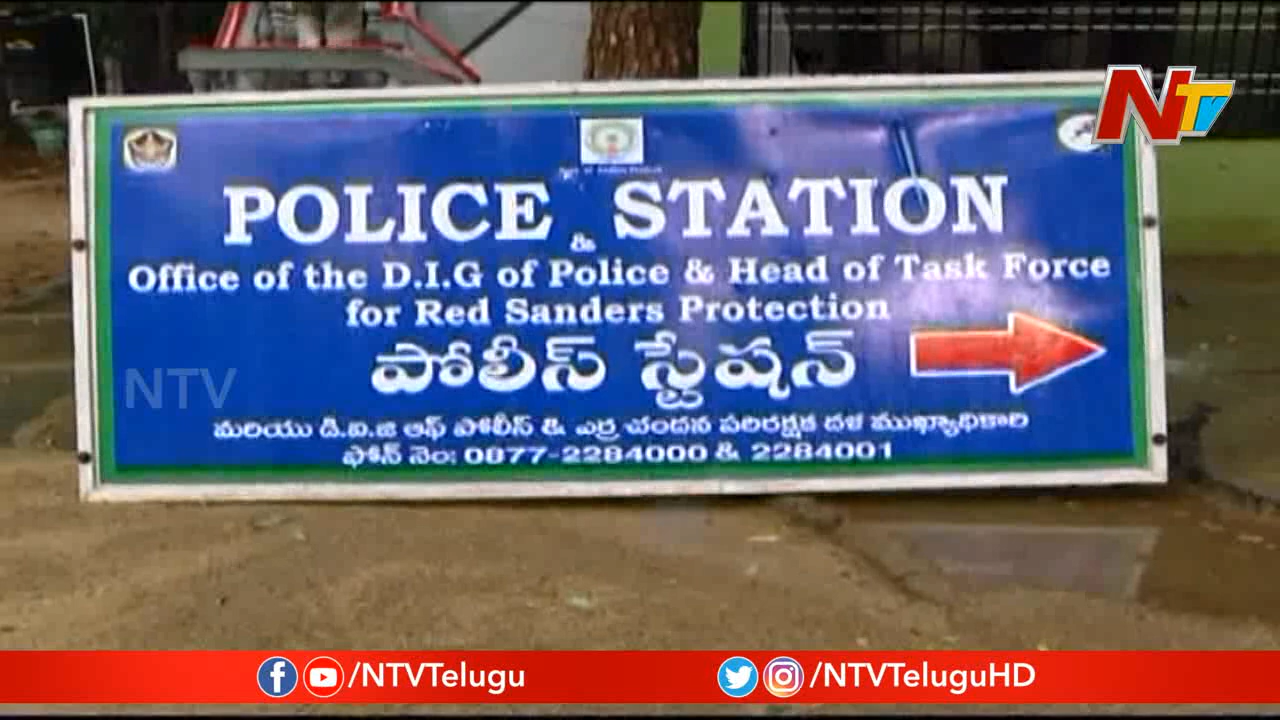 NTV
POLICE STATION
&
Office of the D.I.G of Police & Head of Task Force
for Red Sanders Protection
పోలీస్ స్టేషన్
NTV
మరియు డి.ఐ.జి ఆఫ్ పోలీస్ & ఎర్ర చందన పరిరక్షక దళ ముఖ్యాధికారి
ఫోన్ నెం: 0877-2284000 & 2284001
/NTVTelugu
/NTVTeluguHD